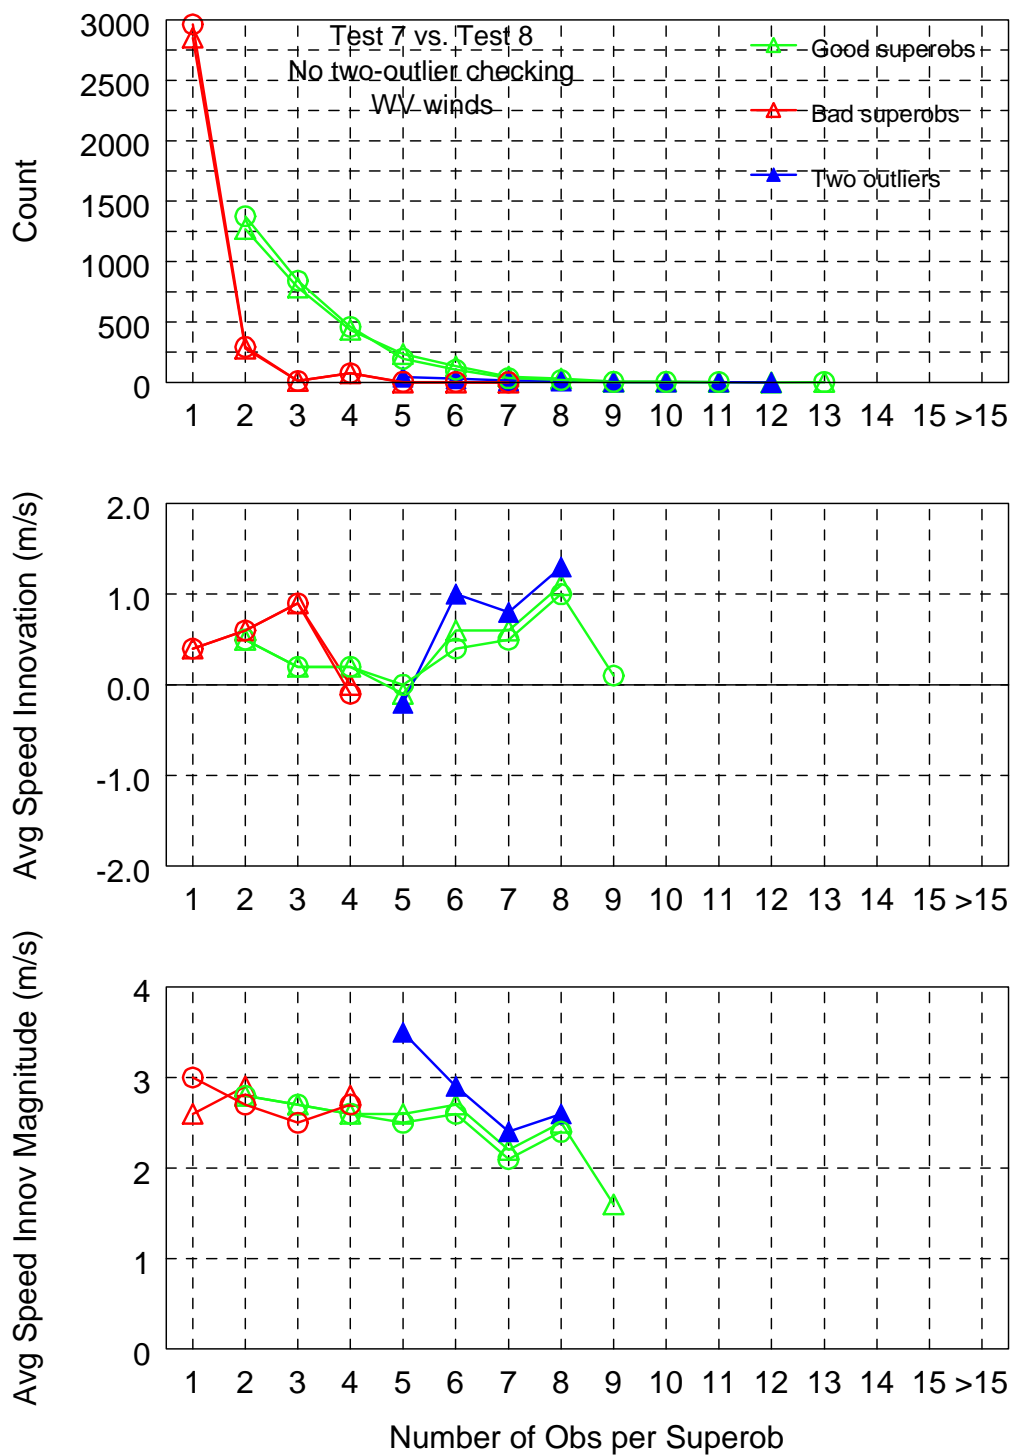 Test 7 vs. Test 8
No two-outlier checking
WV winds
Good superobs
Bad superobs
Two outliers
Count
3000
2500
2000
1500
1000
500
0
1 2 3 4 5 6 7 8 9 10 11 12 13 14 15 >15
Avg Speed Innovation (m/s)
2.0
1.0
0.0
-1.0
-2.0
1 2 3 4 5 6 7 8 9 10 11 12 13 14 15 >15
Avg Speed Innov Magnitude (m/s)
4
3
2
1
0
1 2 3 4 5 6 7 8 9 10 11 12 13 14 15 >15
Number of Obs per Superob